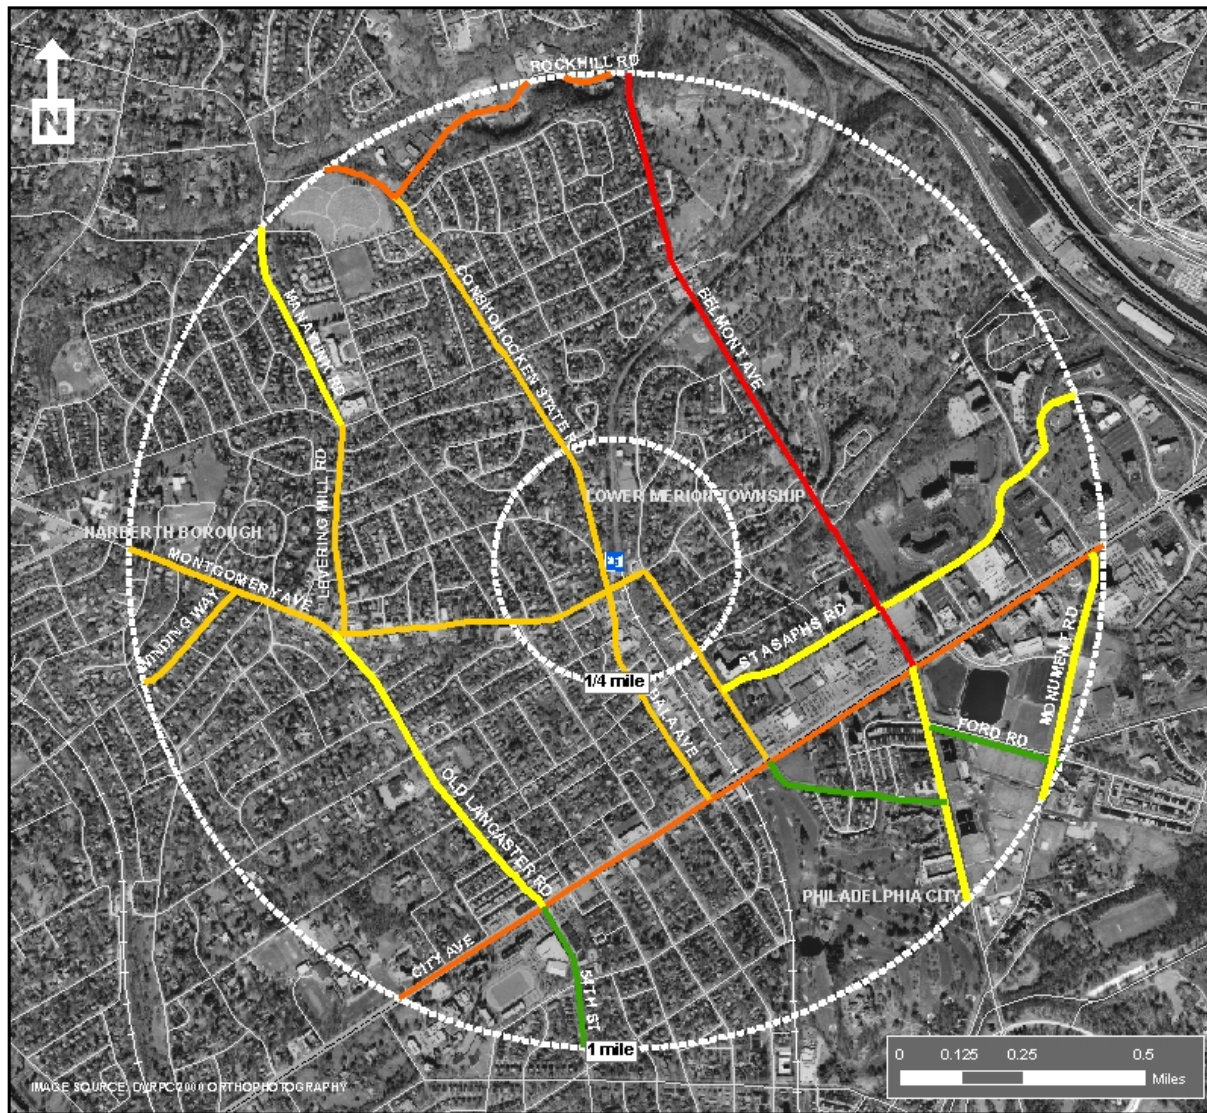 ROCKHILL RD
N
MANAYUNK RD
CONSHOHOCKEN STATE RD
BELMONT AVE
LEVERING MILL RD
LOWER MERION TOWNSHIP
NARBERTH BOROUGH
MONTGOMERY AVE
WINDING WAY
ST ASAPHS RD
MONUMENT RD
1/4 mile
BALA AVE
FORD RD
OLD LANCASTER RD
PHILADELPHIA CITY
CITY AVE
54TH ST
1 mile
0 0.125 0.25 0.5
Miles
IMAGE SOURCE: DVRPC 2000 ORTHOPHOTOGRAPHY